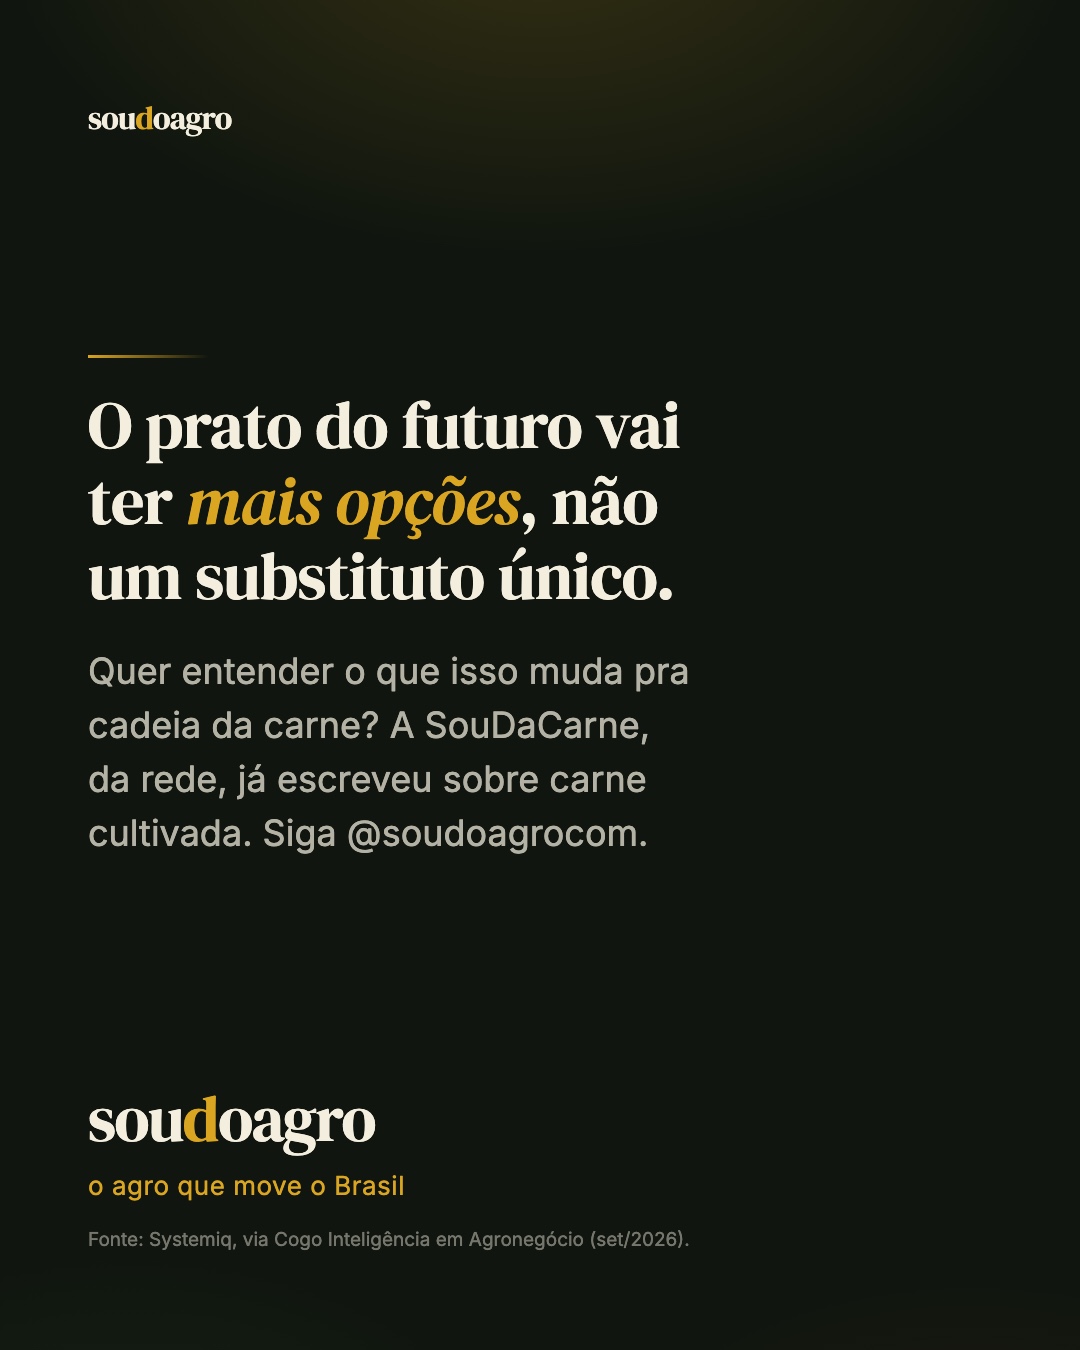 soudoagro
O prato do futuro vai
ter mais opções, não
um substituto único.
Quer entender o que isso muda pra
cadeia da carne? A SouDaCarne,
da rede, já escreveu sobre carne
cultivada. Siga @soudoagrocom.
soudoagro
o agro que move o Brasil
Fonte: Systemiq, via Cogo Inteligência em Agronegócio (set/2026).